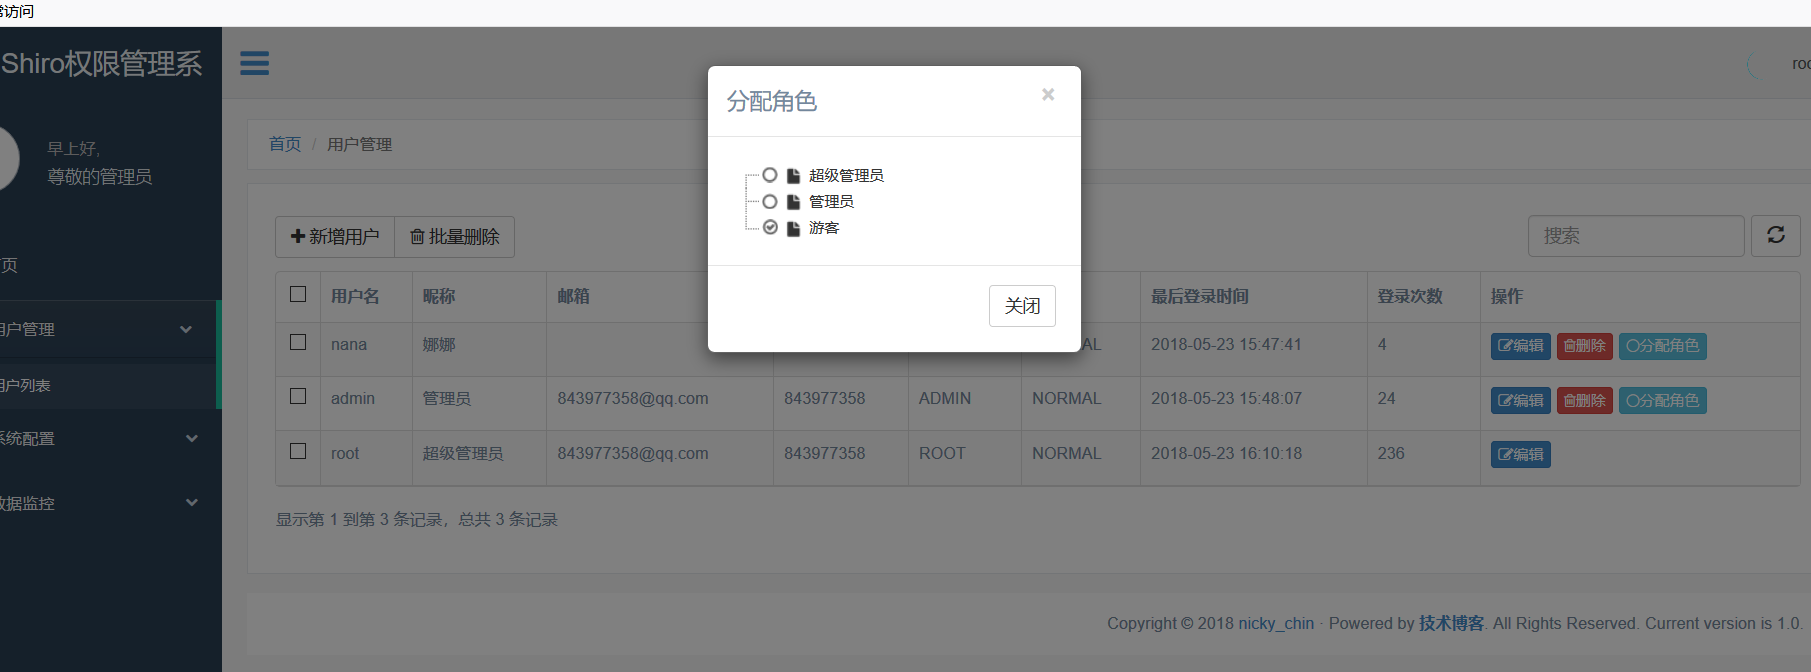 常访问
Shiro权限管理系
roo
分配角色
×
首页 / 用户管理
早上好,
尊敬的管理员
超级管理员
管理员
游客
新增用户 批量删除
搜索
页
关闭
用户名 昵称 邮箱 最后登录时间 登录次数 操作
用户管理
nana 娜娜 AL 2018-05-23 15:47:41 4 编辑 删除 分配角色
用户列表
admin 管理员 843977358@qq.com 843977358 ADMIN NORMAL 2018-05-23 15:48:07 24 编辑 删除 分配角色
系统配置
root 超级管理员 843977358@qq.com 843977358 ROOT NORMAL 2018-05-23 16:10:18 236 编辑
数据监控
显示第 1 到第 3 条记录，总共 3 条记录
Copyright © 2018 nicky_chin · Powered by 技术博客. All Rights Reserved. Current version is 1.0.